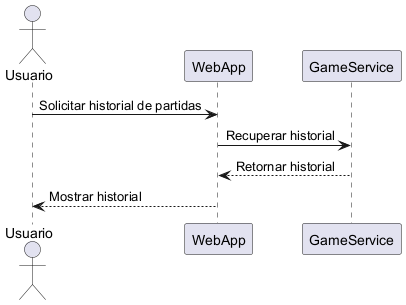 Usuario
WebApp
GameService
Solicitar historial de partidas
Recuperar historial
Retornar historial
Mostrar historial
Usuario
WebApp
GameService